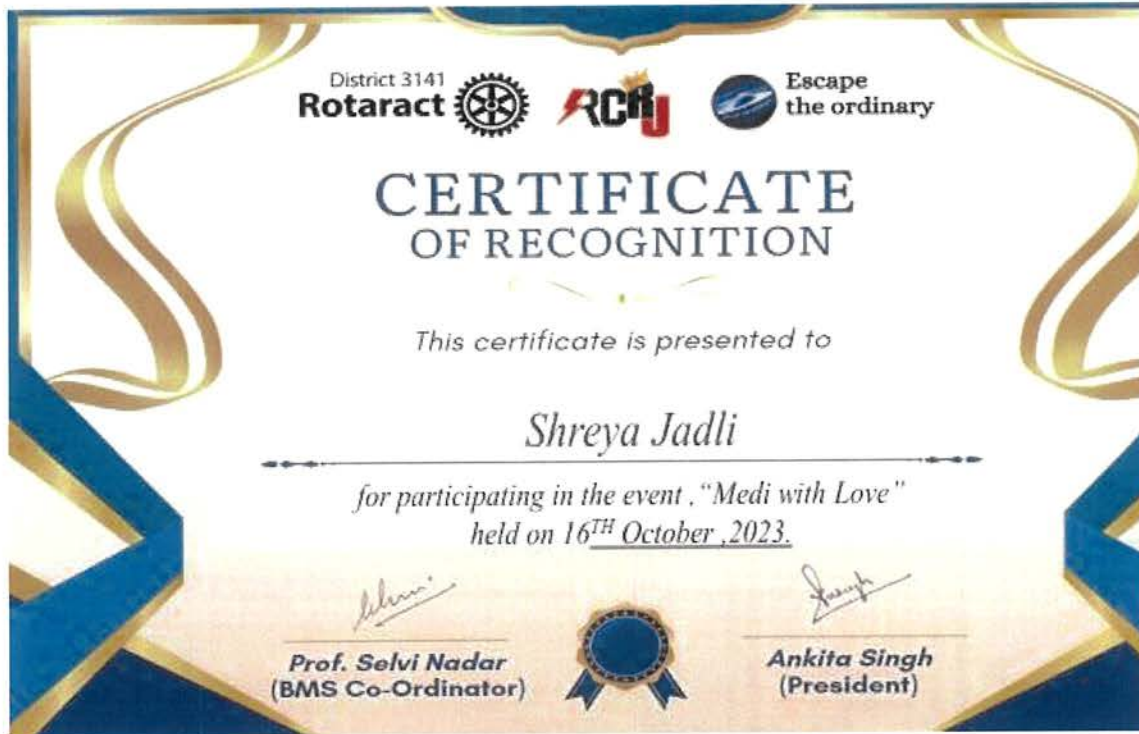 District 3141
Rotaract
RCRJ
Escape
the ordinary
CERTIFICATE
OF RECOGNITION
This certificate is presented to
Shreya Jadli
for participating in the event , “Medi with Love”
held on 16TH October ,2023.
Prof. Selvi Nadar
(BMS Co-Ordinator)
Ankita Singh
(President)